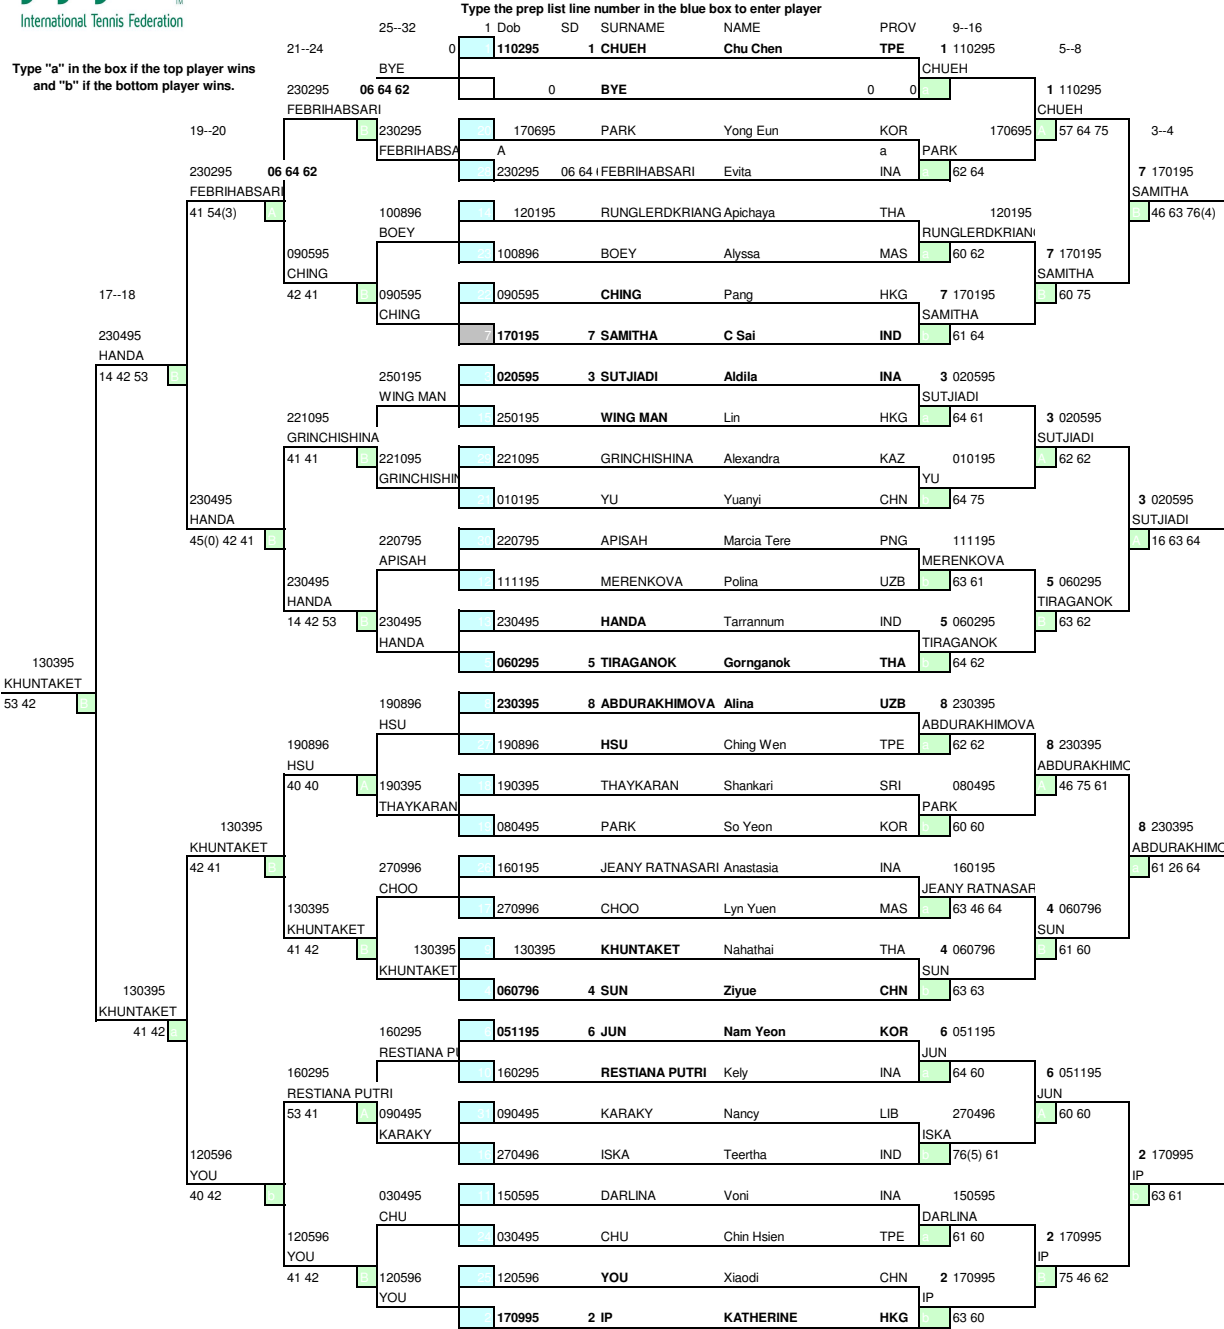 Type the prep list line number in the blue box to enter player
TM
International Tennis Federation
25--32 1 Dob SD SURNAME NAME PROV 9--16
21--24 0 110295 1 CHUEH Chu Chen TPE 1 110295 5--8
Type "a" in the box if the top player wins
and "b" if the bottom player wins.
BYE CHUEH
230295 06 64 62 0 BYE 0 0 1 110295
FEBRIHABSARI CHUEH
19--20 230295 170695 PARK Yong Eun KOR 170695 57 64 75 3--4
FEBRIHABSA A a PARK
230295 06 64 62 230295 06 64 ( FEBRIHABSARI Evita INA 62 64 7 170195
FEBRIHABSARI SAMITHA
41 54(3) 100896 120195 RUNGLERDKRIANG Apichaya THA 120195 46 63 76(4)
BOEY RUNGLERDKRIAN
090595 100896 BOEY Alyssa MAS 60 62 7 170195
CHING SAMITHA
17--18 42 41 090595 090595 CHING Pang HKG 7 170195 60 75
CHING SAMITHA
230495 7 170195 7 SAMITHA C Sai IND 61 64
HANDA
14 42 53 250195 020595 3 SUTJIADI Aldila INA 3 020595
WING MAN SUTJIADI
221095 250195 WING MAN Lin HKG 64 61 3 020595
GRINCHISHINA SUTJIADI
41 41 221095 221095 GRINCHISHINA Alexandra KAZ 010195 62 62
GRINCHISHIN YU
230495 010195 YU Yuanyi CHN 64 75 3 020595
HANDA SUTJIADI
45(0) 42 41 220795 220795 APISAH Marcia Tere PNG 111195 16 63 64
APISAH MERENKOVA
230495 111195 MERENKOVA Polina UZB 63 61 5 060295
HANDA TIRAGANOK
14 42 53 230495 230495 HANDA Tarrannum IND 5 060295 63 62
HANDA TIRAGANOK
130395 060295 5 TIRAGANOK Gornganok THA 64 62
KHUNTAKET
53 42 190896 230395 8 ABDURAKHIMOVA Alina UZB 8 230395
HSU ABDURAKHIMOVA
190896 190896 HSU Ching Wen TPE 62 62 8 230395
HSU ABDURAKHIMO
40 40 190395 190395 THAYKARAN Shankari SRI 080495 46 75 61
THAYKARAN PARK
130395 080495 PARK So Yeon KOR 60 60 8 230395
KHUNTAKET ABDURAKHIMO
42 41 270996 160195 JEANY RATNASARI Anastasia INA 160195 61 26 64
CHOO JEANY RATNASAR
130395 270996 CHOO Lyn Yuen MAS 63 46 64 4 060796
KHUNTAKET SUN
41 42 130395 130395 KHUNTAKET Nahathai THA 4 060796 61 60
KHUNTAKET SUN
130395 060796 4 SUN Ziyue CHN 63 63
KHUNTAKET
41 42 160295 051195 6 JUN Nam Yeon KOR 6 051195
RESTIANA PU JUN
160295 160295 RESTIANA PUTRI Kely INA 64 60 6 051195
RESTIANA PUTRI JUN
53 41 090495 090495 KARAKY Nancy LIB 270496 60 60
KARAKY ISKA
120596 270496 ISKA Teertha IND 76(5) 61 2 170995
YOU IP
40 42 030495 150595 DARLINA Voni INA 150595 63 61
CHU DARLINA
120596 030495 CHU Chin Hsien TPE 61 60 2 170995
YOU IP
41 42 120596 120596 YOU Xiaodi CHN 2 170995 75 46 62
YOU IP
170995 2 IP KATHERINE HKG 63 60